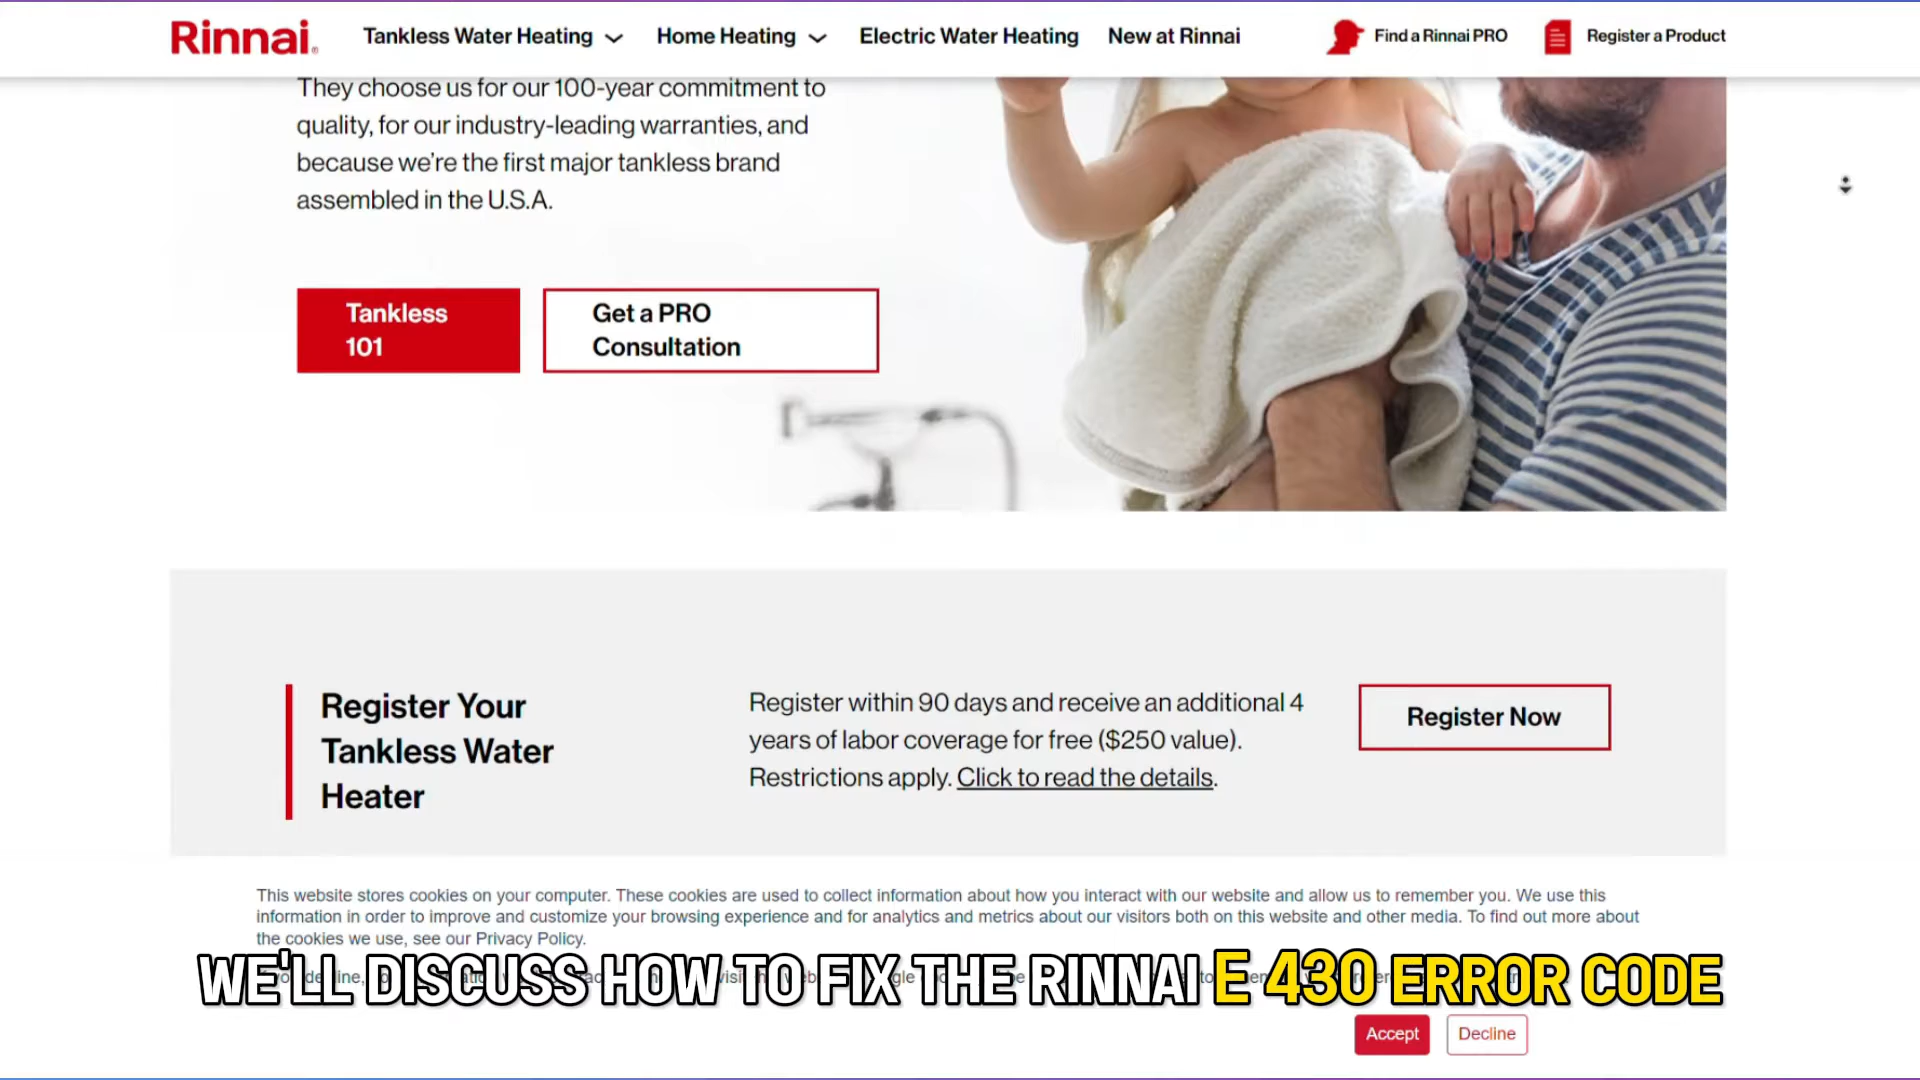 Rinnai
Tankless Water Heating
Home Heating
Electric Water Heating
New at Rinnai
Find a Rinnai PRO
Register a Product
They choose us for our 100-year commitment to
quality, for our industry-leading warranties, and
because we're the first major tankless brand
assembled in the U.S.A.
Tankless
101
Get a PRO
Consultation
Register Your
Tankless Water
Heater
Register within 90 days and receive an additional 4
years of labor coverage for free ($250 value).
Restrictions apply. Click to read the details.
Register Now
This website stores cookies on your computer. These cookies are used to collect information about how you interact with our website and allow us to remember you. We use this
information in order to improve and customize your browsing experience and for analytics and metrics about our visitors both on this website and other media. To find out more about
the cookies we use, see our Privacy Policy.
WE'LL DISCUSS HOW TO FIX THE RINNAI E 430 ERROR CODE
Accept
Decline